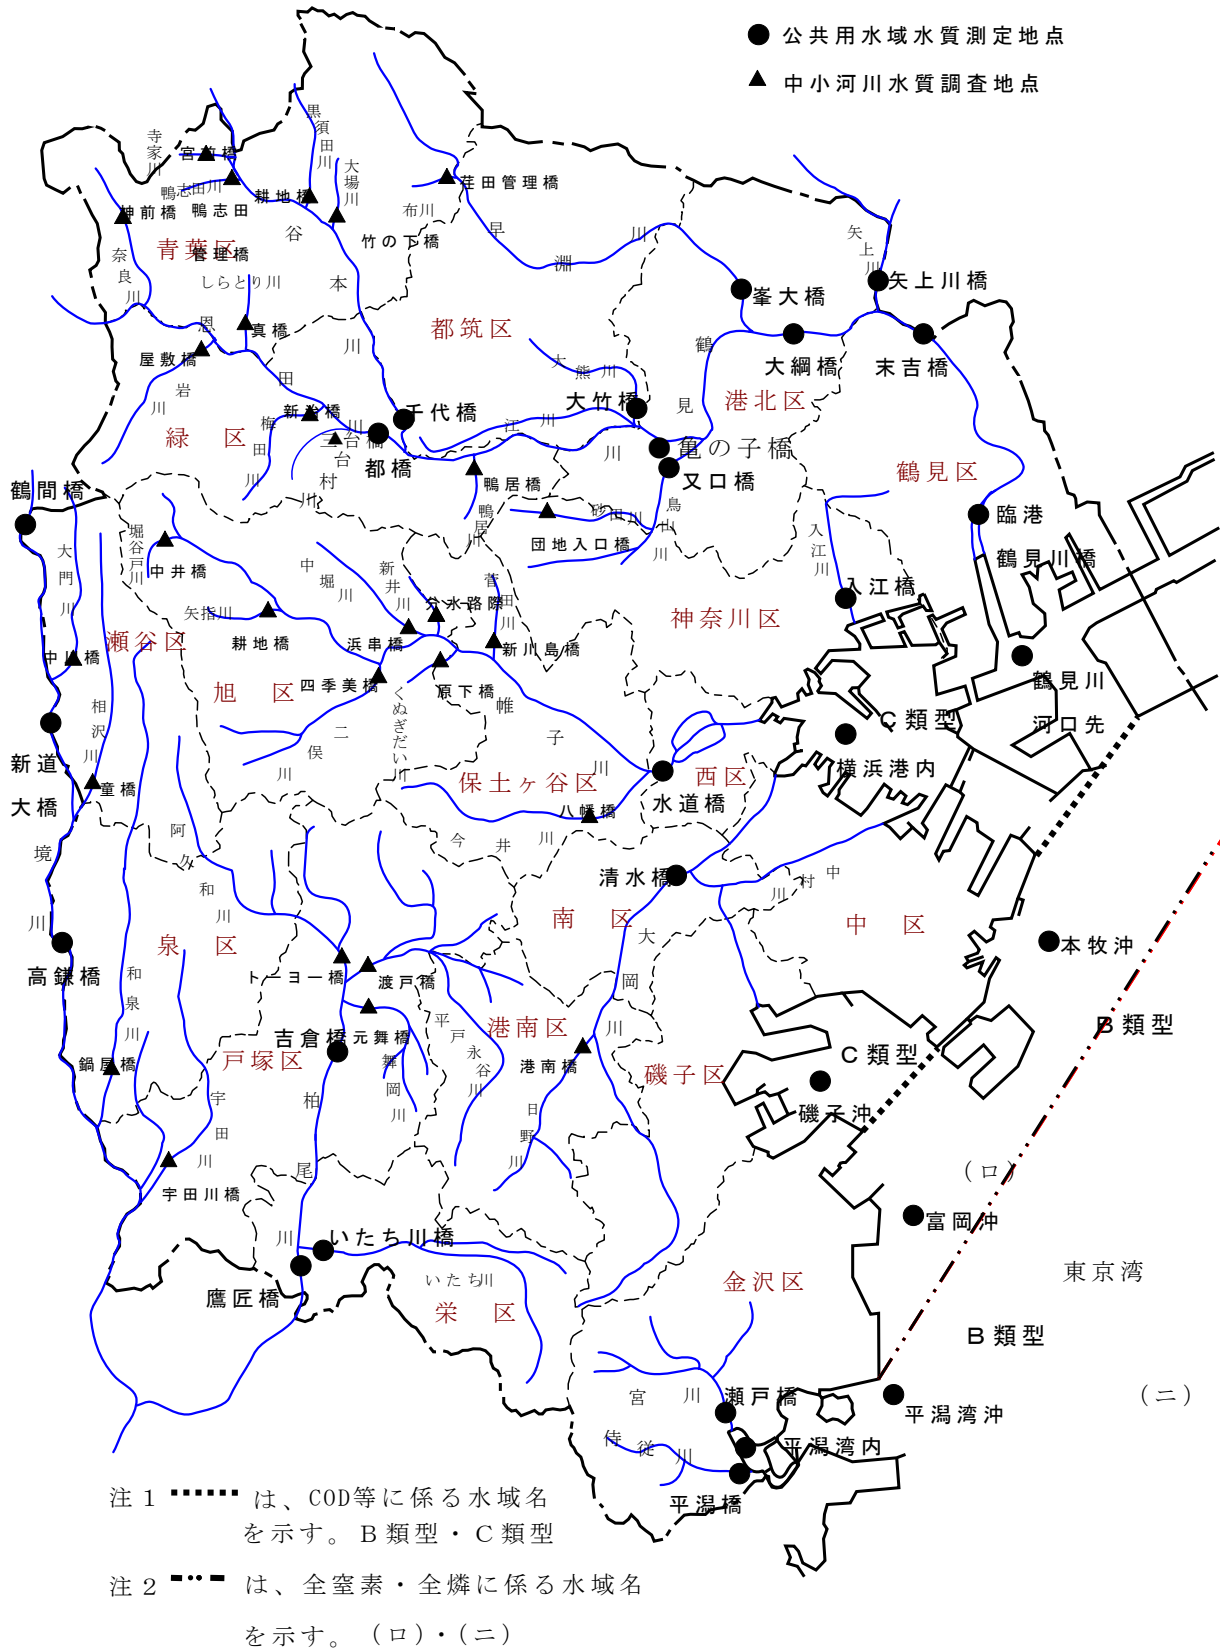 公共用水域水質測定地点
中小河川水質調査地点
寺家川
宮前橋
黒須田川
大場川
鴨志田川
耕地橋
荏田管理橋
神前橋
鴨志田
管理橋
布川
早淵川
竹の下橋
谷本川
青葉区
奈良川
しらとり川
矢上川
矢上川橋
峯大橋
恩田川
真橋
都筑区
大綱橋
末吉橋
屋敷橋
岩川
大熊川
鶴見川
港北区
大竹橋
新治橋
千代橋
江川
緑区
梅田川
三台橋
台村川
都橋
亀の子橋
又口橋
鶴見区
鴨居橋
鴨居川
鶴間橋
砂田川
鳥山川
臨港
鶴見川橋
団地入口橋
入江川
入江橋
大門川
堀谷戸川
中井橋
中堀川
新井川
菅田川
分水路際
矢指川
耕地橋
浜串橋
新川島橋
神奈川区
瀬谷区
中川橋
旭区
四季美橋
原下橋
くぬぎだい川
帷子川
鶴見川
河口先
C類型
横浜港内
相沢川
二俣川
新道
大橋
童橋
保土ヶ谷区
西区
水道橋
八幡橋
今井川
境川
阿久和川
清水橋
中村川
南区
大岡川
中区
泉区
高鎌橋
和泉川
トーヨー橋
渡戸橋
本牧沖
B類型
吉倉橋
元舞橋
平戸永谷川
港南区
港南橋
C類型
磯子区
磯子沖
戸塚区
鍋屋橋
舞岡川
日野川
宇田川
柏尾川
宇田川橋
(ロ)
富岡沖
いたち川橋
いたち川
鷹匠橋
栄区
金沢区
東京湾
B類型
(ニ)
宮川
瀬戸橋
平潟湾沖
侍従川
平潟湾内
平潟橋
注1 は、COD等に係る水域名
を示す。B類型・C類型
注2 は、全窒素・全燐に係る水域名
を示す。(ロ)・(ニ)